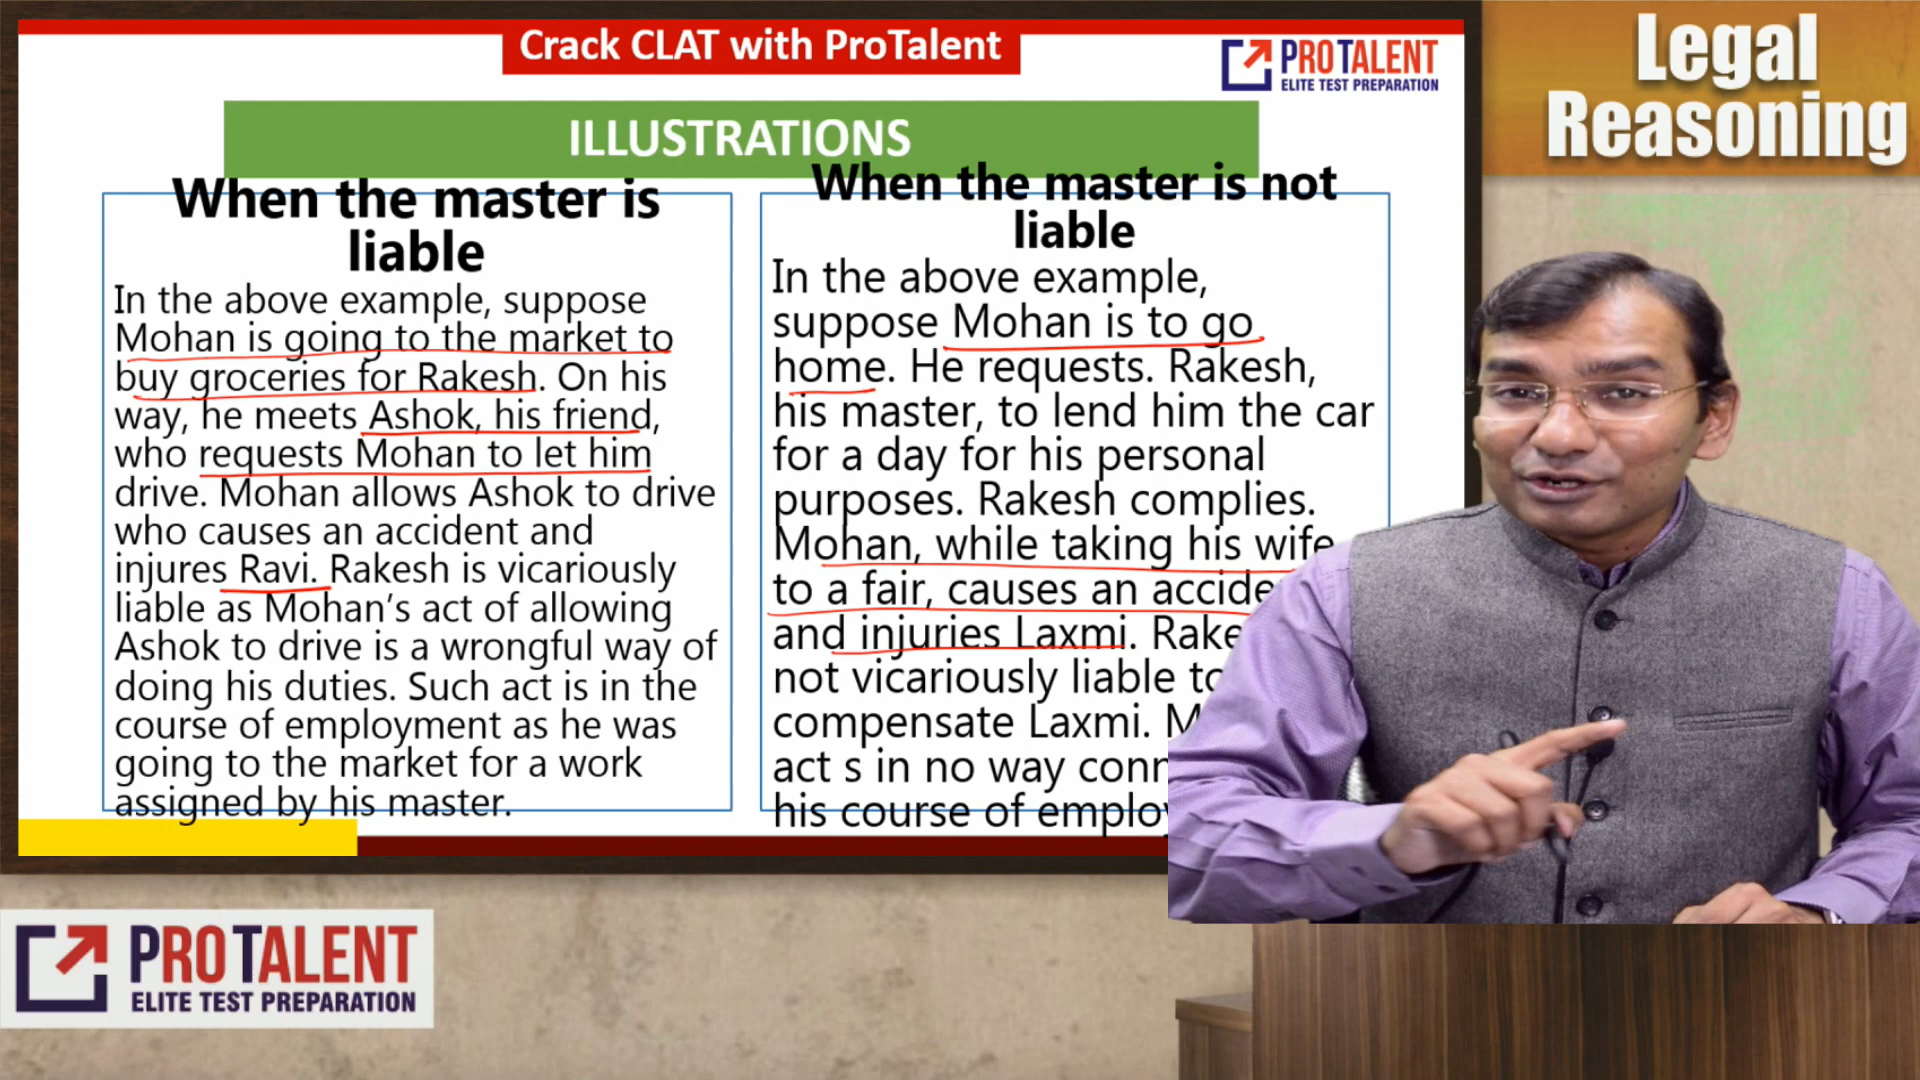 Crack CLAT with ProTalent
PROTALENT
ELITE TEST PREPARATION
Legal
Reasoning
ILLUSTRATIONS
When the master is
liable
In the above example, suppose
Mohan is going to the market to
buy groceries for Rakesh. On his
way, he meets Ashok, his friend,
who requests Mohan to let him
drive. Mohan allows Ashok to drive
who causes an accident and
injures Ravi. Rakesh is vicariously
liable as Mohan's act of allowing
Ashok to drive is a wrongful way of
doing his duties. Such act is in the
course of employment as he was
going to the market for a work
assigned by his master.
When the master is not
liable
In the above example,
suppose Mohan is to go
home. He requests. Rakesh,
his master, to lend him the car
for a day for his personal
purposes. Rakesh complies.
Mohan, while taking his wife
to a fair, causes an
and injuries Laxmi.
not vicariously liable
compensate Laxmi.
act s in no way
his course of
PROTALENT
ELITE TEST PREPARATION